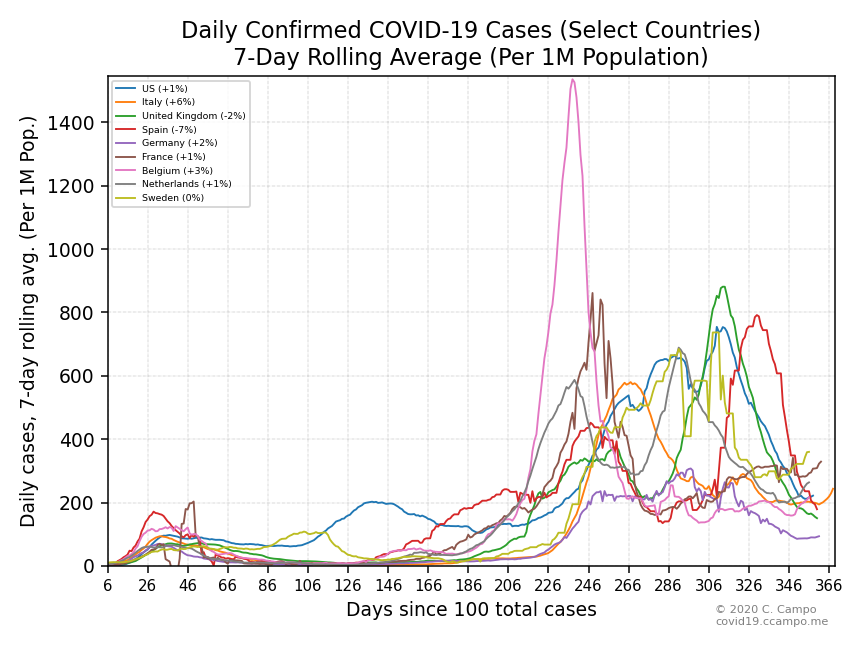 Daily Confirmed COVID-19 Cases (Select Countries)
7-Day Rolling Average (Per 1M Population)
Daily cases, 7-day rolling avg. (Per 1M Pop.)
1400
1200
1000
800
600
400
200
0
US (+1%)
Italy (+6%)
United Kingdom (-2%)
Spain (-7%)
Germany (+2%)
France (+1%)
Belgium (+3%)
Netherlands (+1%)
Sweden (0%)
6 26 46 66 86 106 126 146 166 186 206 226 246 266 286 306 326 346 366
Days since 100 total cases
© 2020 C. Campo
covid19.ccampo.me